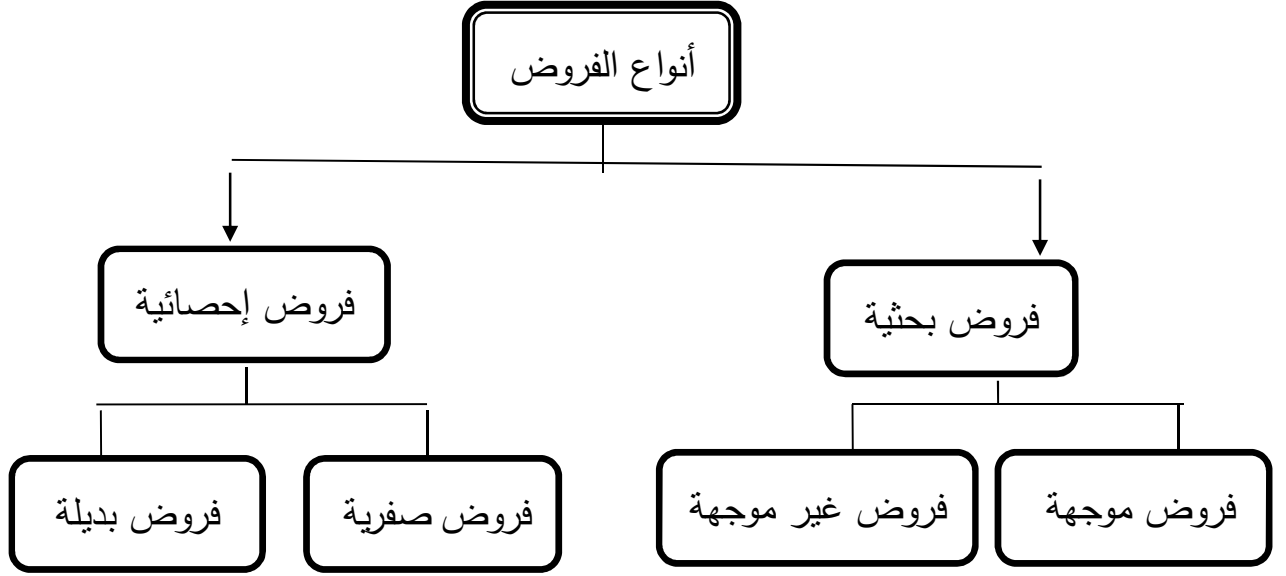 أنواع الفروض
فروض بحثية
فروض إحصائية
فروض موجهة
فروض غير موجهة
فروض صفرية
فروض بديلة